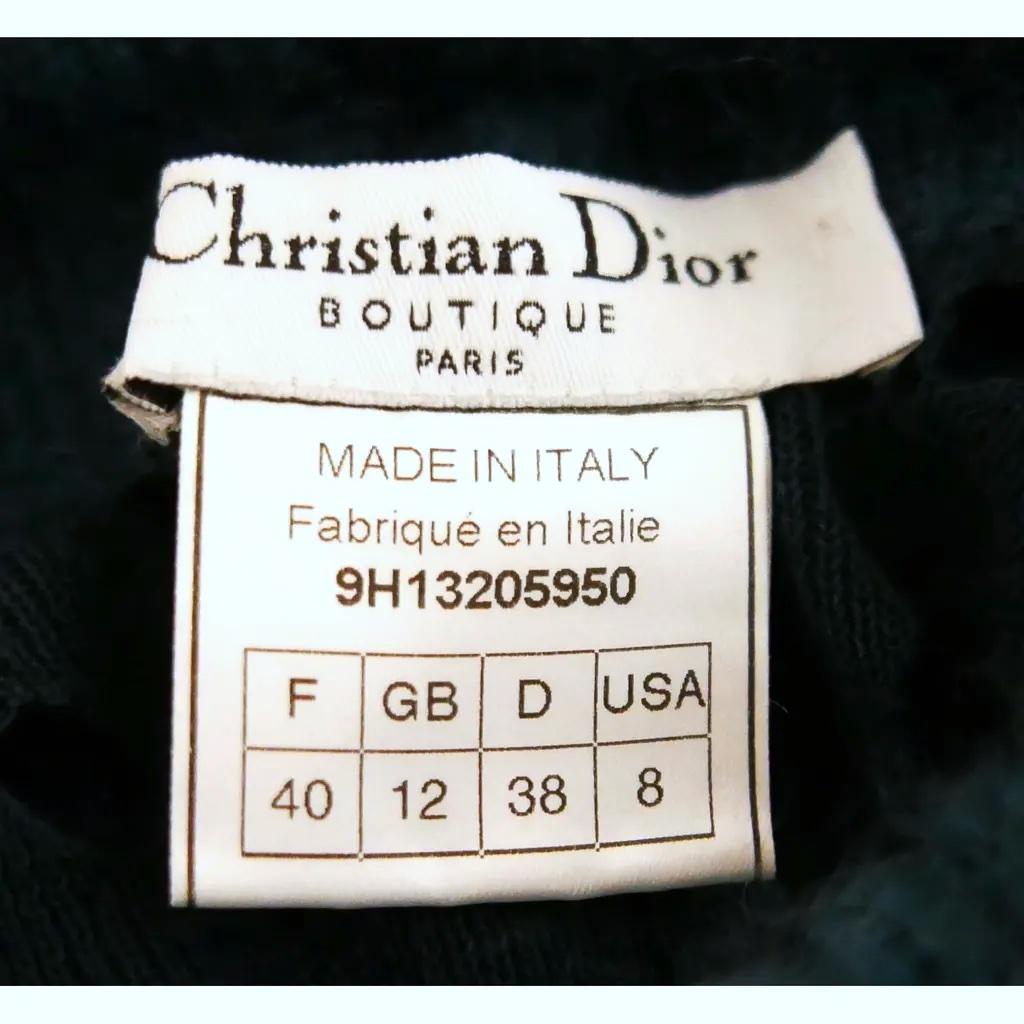 Christian Dior
BOUTIQUE
PARIS
MADE IN ITALY
Fabriqué en Italie
9H13205950
F GB D USA
40 12 38 8